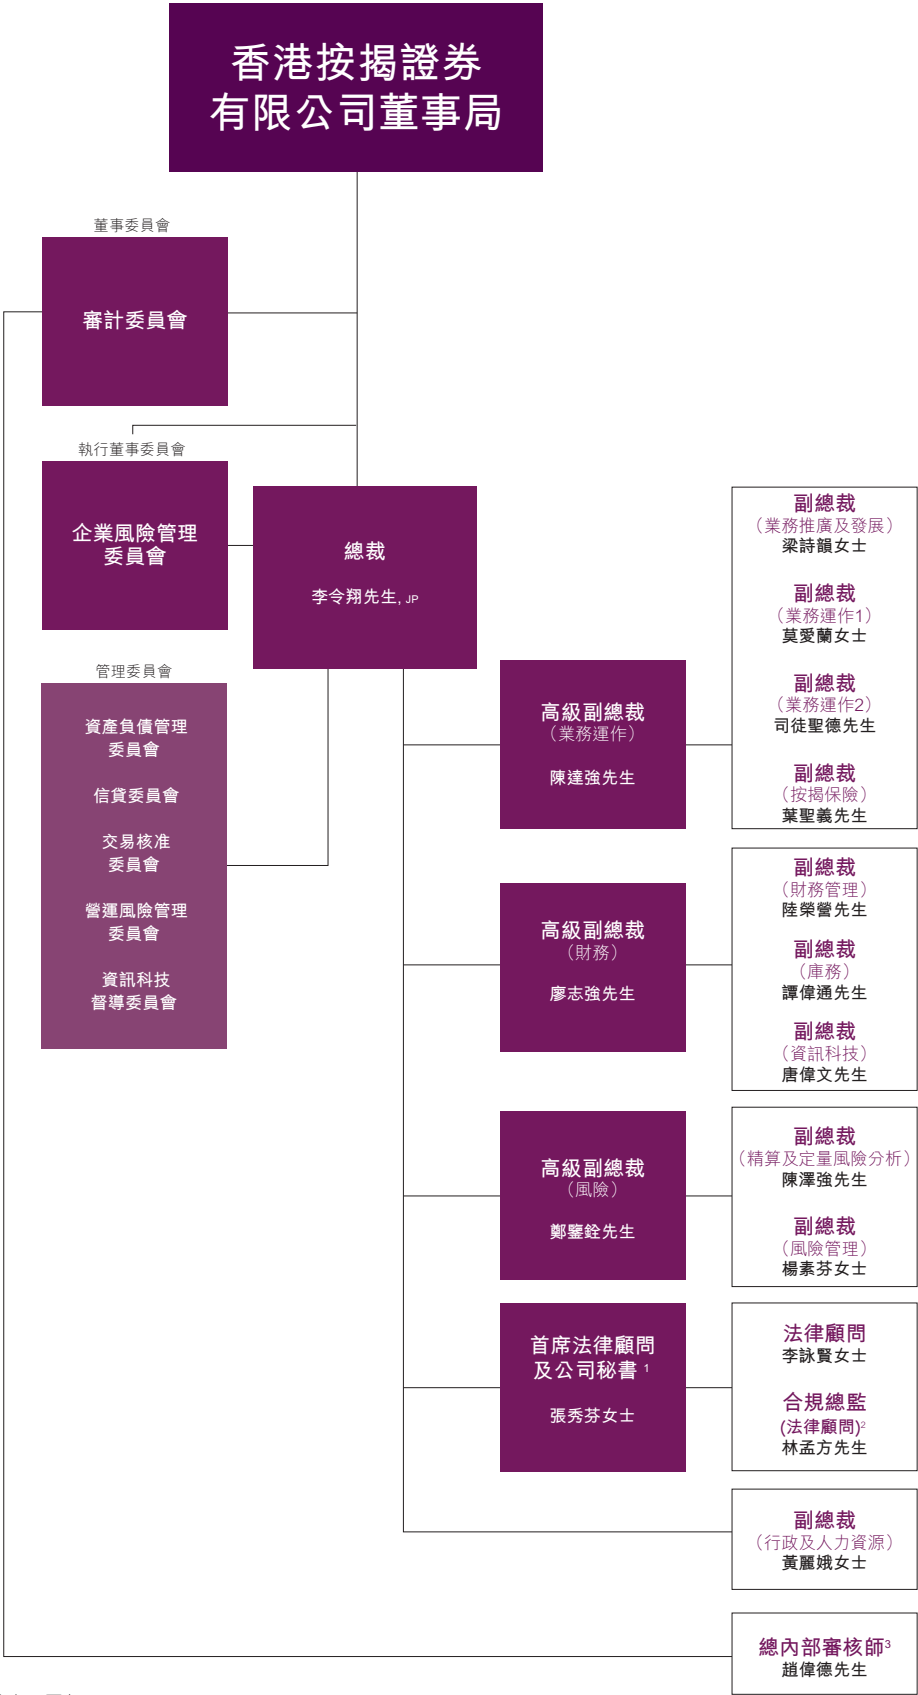 香港按揭證券
有限公司董事局
董事委員會
審計委員會
執行董事委員會
企業風險管理
委員會
總裁
李令翔先生, JP
管理委員會
資產負債管理
委員會
信貸委員會
交易核准
委員會
營運風險管理
委員會
資訊科技
督導委員會
高級副總裁
（業務運作）
陳達強先生
副總裁
（業務推廣及發展）
梁詩韻女士
副總裁
（業務運作1）
莫愛蘭女士
副總裁
（業務運作2）
司徒聖德先生
副總裁
（按揭保險）
葉聖義先生
高級副總裁
（財務）
廖志強先生
副總裁
（財務管理）
陸榮營先生
副總裁
（庫務）
譚偉通先生
副總裁
（資訊科技）
唐偉文先生
高級副總裁
（風險）
鄭鑒銓先生
副總裁
（精算及定量風險分析）
陳澤強先生
副總裁
（風險管理）
楊素芬女士
首席法律顧問
及公司秘書 1
張秀芬女士
法律顧問
李詠賢女士
合規總監
(法律顧問)2
林孟方先生
副總裁
（行政及人力資源）
黃麗娥女士
總內部審核師3
趙偉德先生